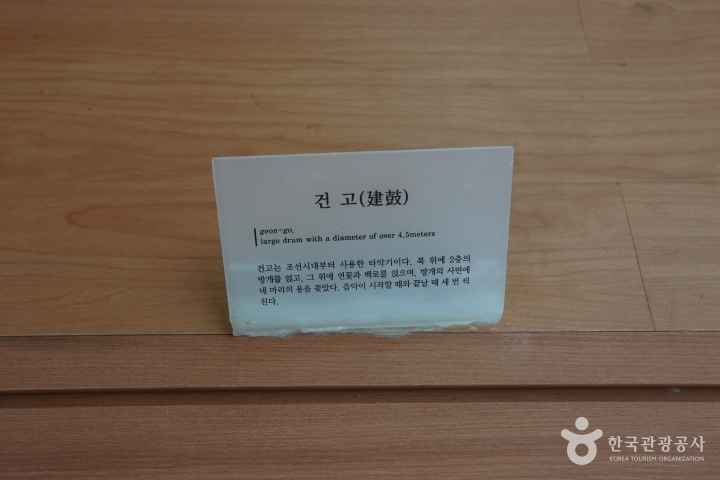 건 고(建鼓)
geon-go,
large drum with a diameter of over 4.5meters
건고는 조선시대부터 사용한 타악기이다. 북 위에 2층의
방개를 얹고, 그 위에 연꽃과 백로를 얹으며, 방개의 사면에
네 마리의 용을 꽂았다. 음악이 시작할 때와 끝날 때 세 번 씩
친다.
한국관광공사
KOREA TOURISM ORGANIZATION